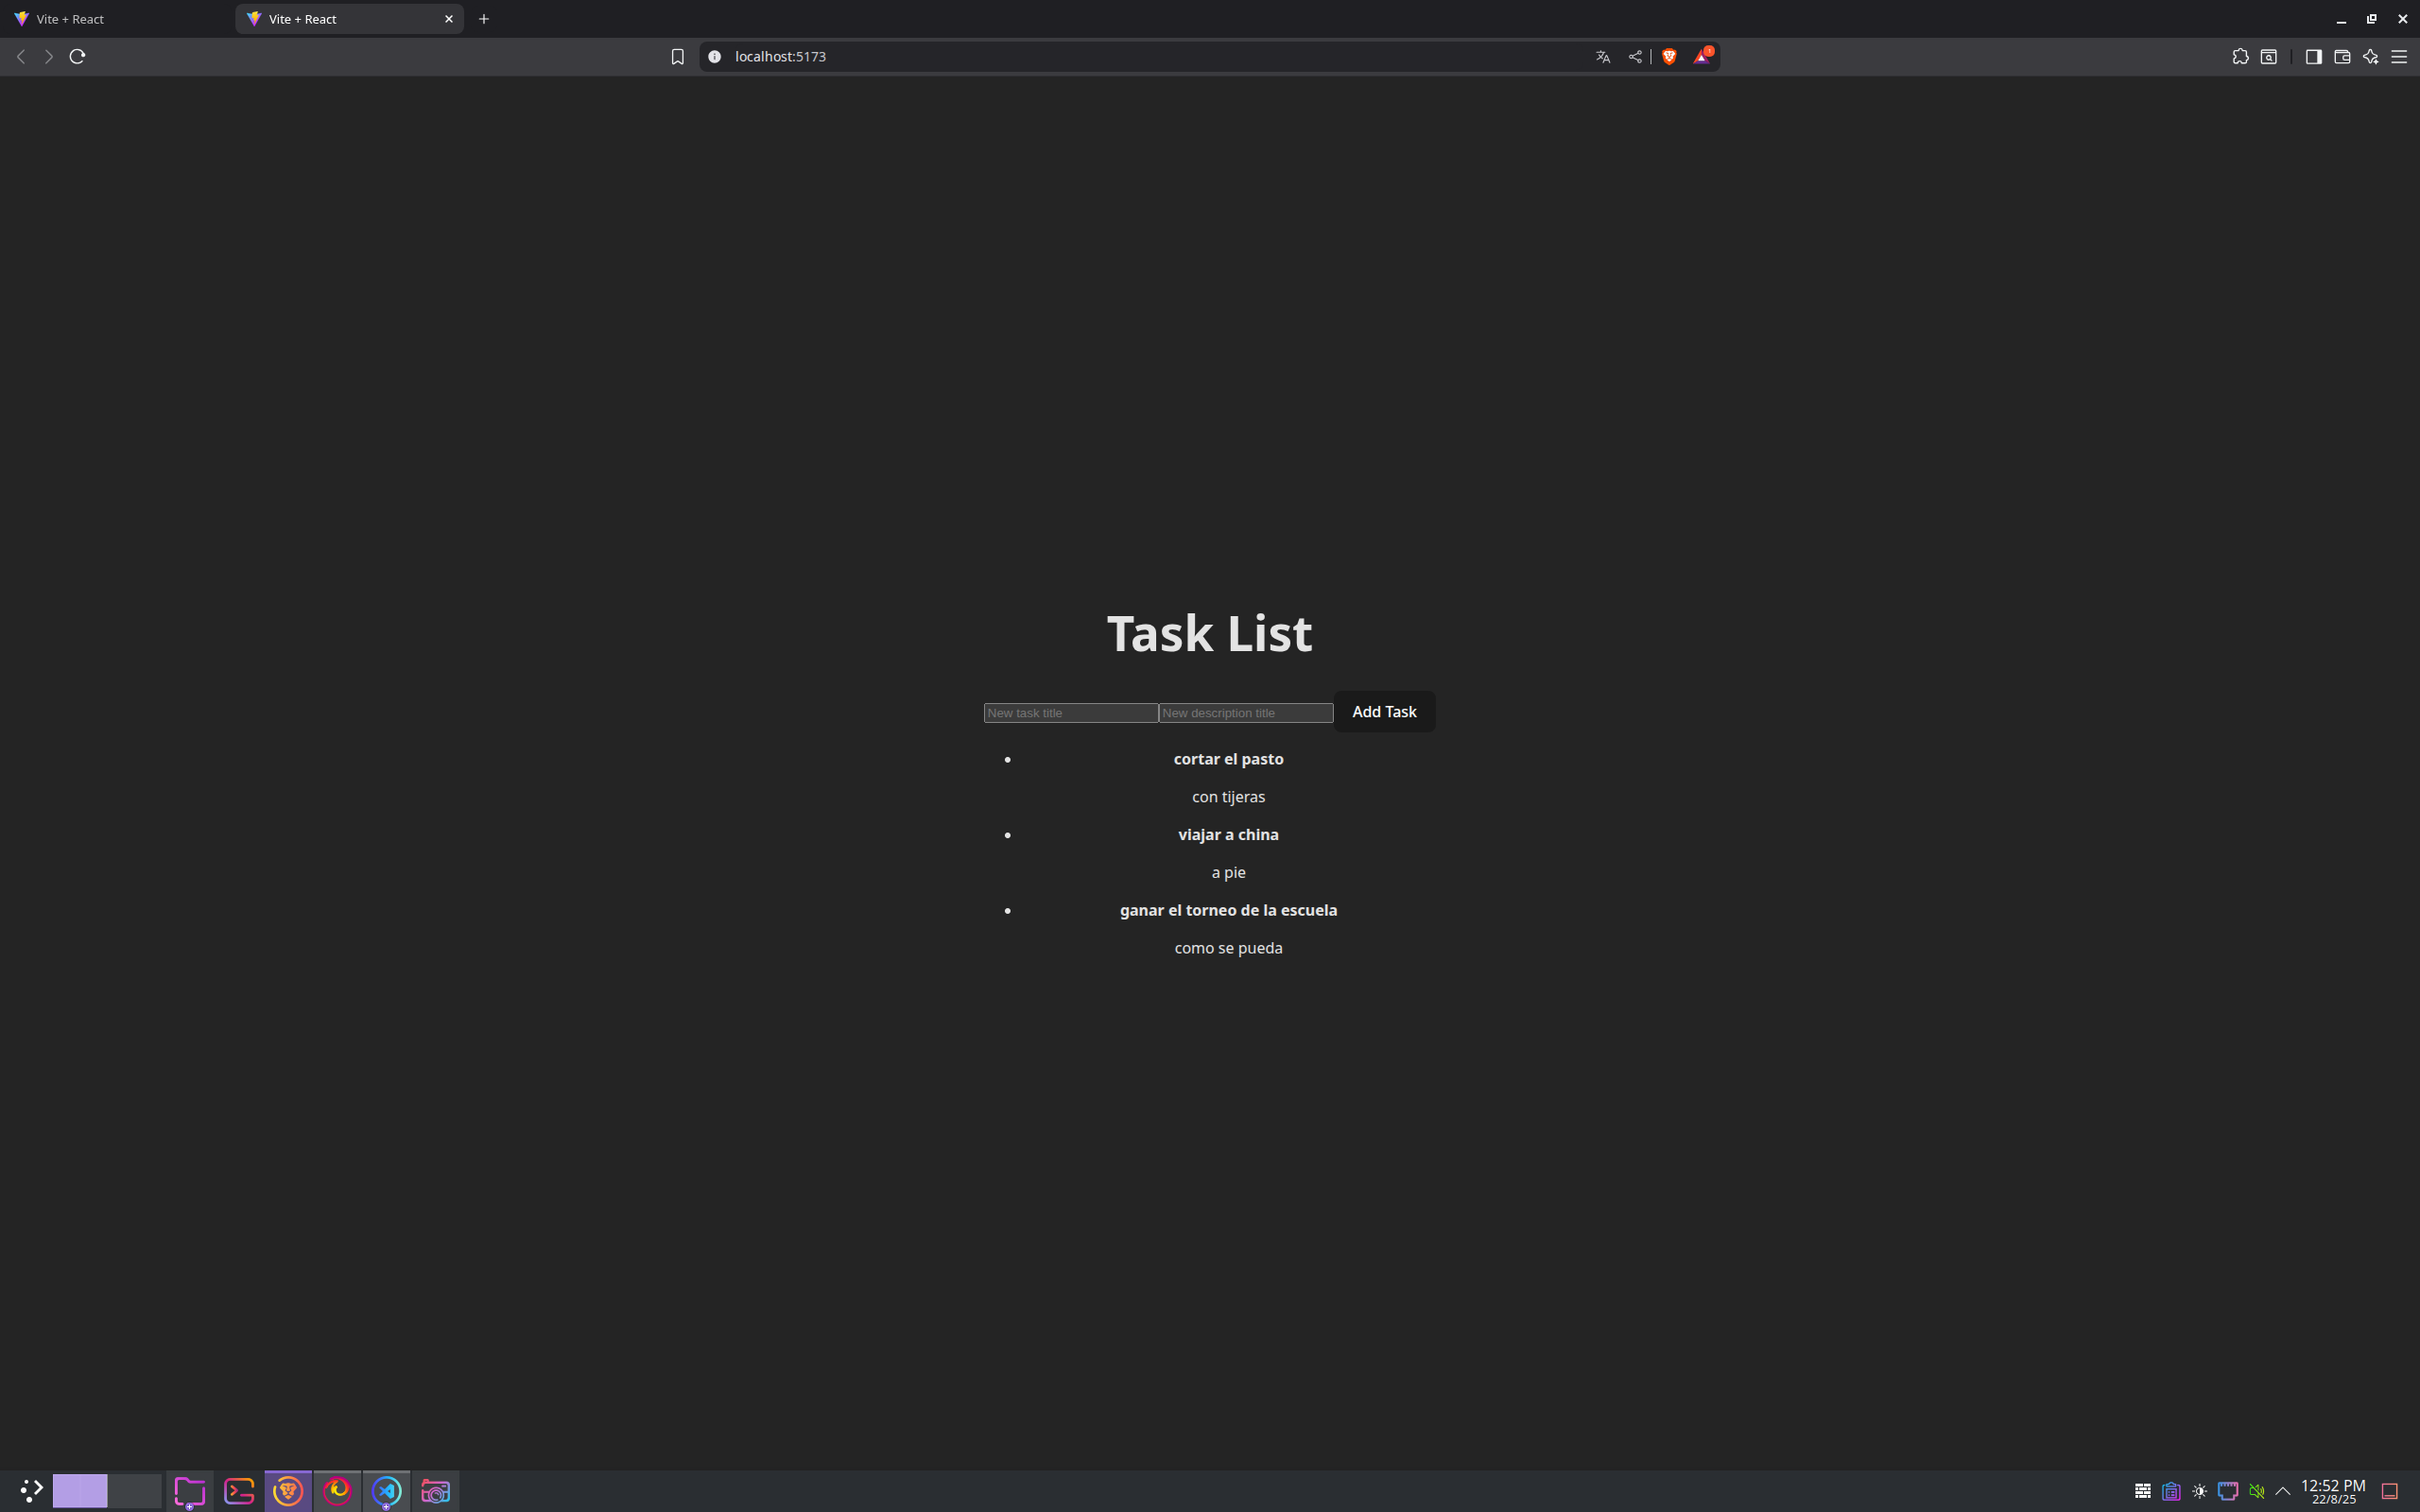 Vite + React
Vite + React
localhost:5173
Task List
New task title
New description title
Add Task
cortar el pasto
con tijeras
viajar a china
a pie
ganar el torneo de la escuela
como se pueda
12:52 PM
22/8/25